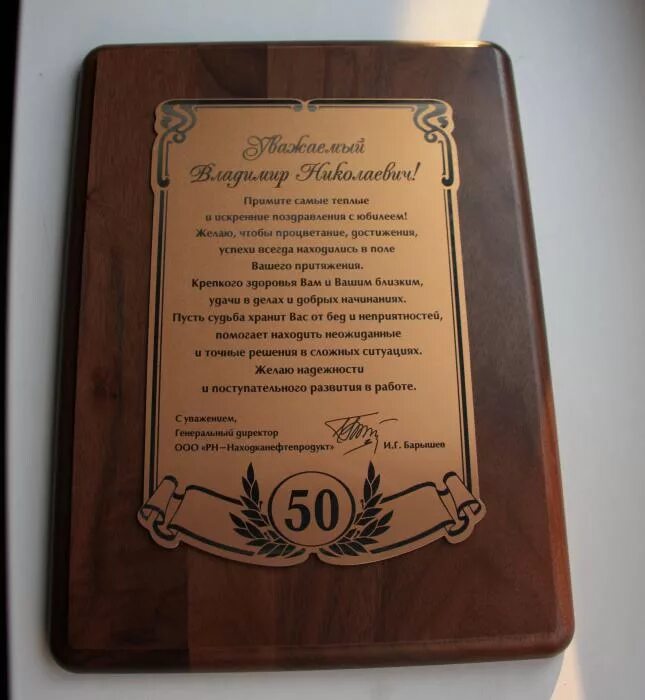 Уважаемый
Владимир Николаевич!
Примите самые теплые
и искренние поздравления с юбилеем!
Желаю, чтобы процветание, достижения,
успехи всегда находились в поле
Вашего притяжения.
Крепкого здоровья Вам и Вашим близким,
удачи в делах и добрых начинаниях.
Пусть судьба хранит Вас от бед и неприятностей,
помогает находить неожиданные
и точные решения в сложных ситуациях.
Желаю надежности
и поступательного развития в работе.
С уважением,
Генеральный директор
ООО «РН—Находканефтепродукт» И.Г. Барышев
50